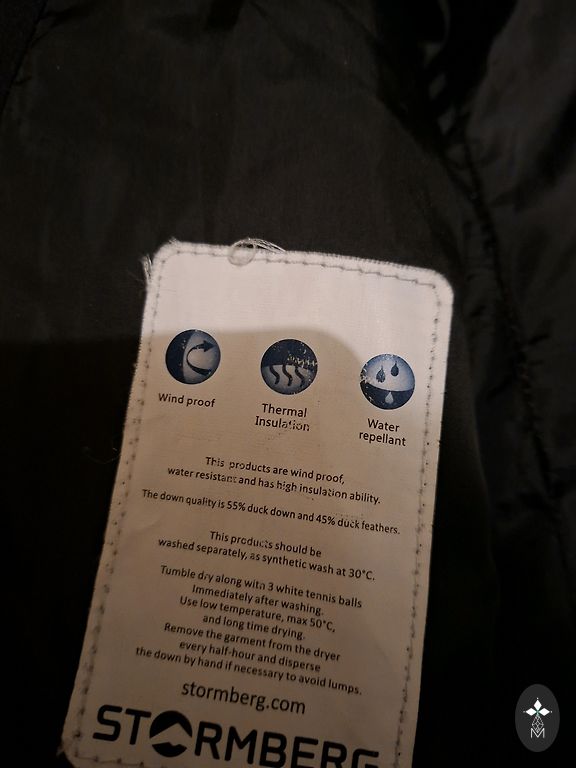 Wind proof
Thermal
Insulation
Water
repellant
This products are wind proof,
water resistant and has high insulation ability.
The down quality is 55% duck down and 45% duck feathers.
This products should be
washed separately, as synthetic wash at 30°C.
Tumble dry along with 3 white tennis balls
Immediately after washing.
Use low temperature, max 50°C,
and long time drying.
Remove the garment from the dryer
every half-hour and disperse
the down by hand if necessary to avoid lumps.
stormberg.com
STORMBERG
M